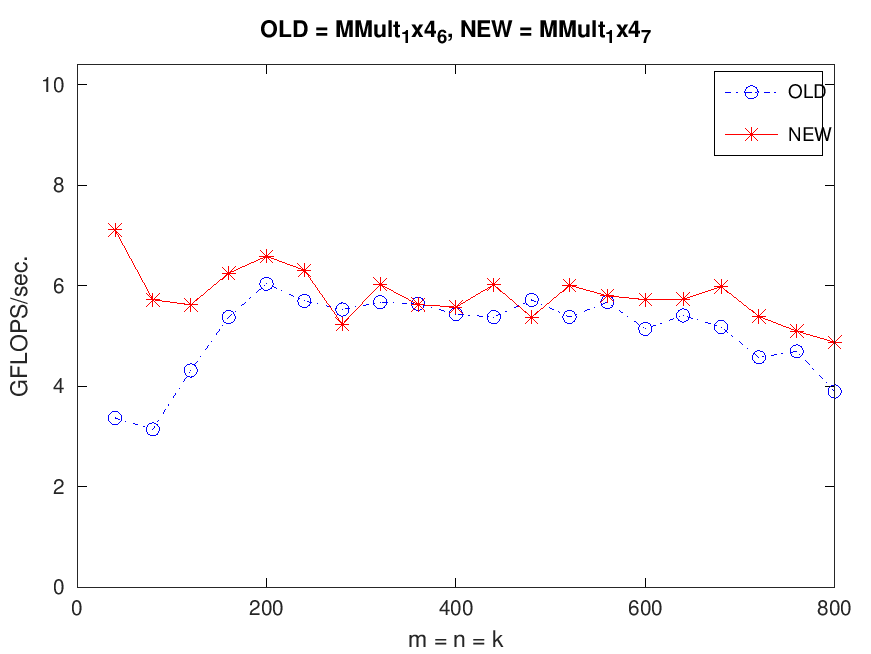 OLD = MMult₁x4₆, NEW = MMult₁x4₇
10
8
6
4
2
0
GFLOPS/sec.
OLD
NEW
0 200 400 600 800
m = n = k